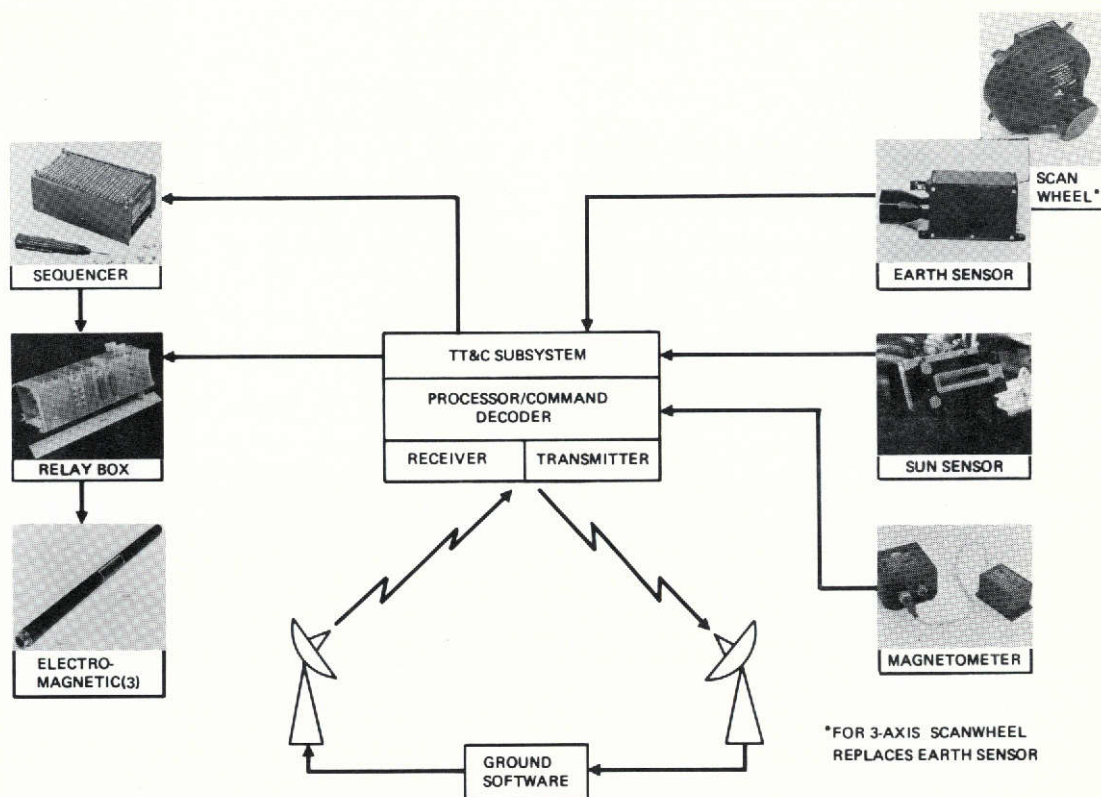 SCAN
WHEEL*
SEQUENCER
EARTH SENSOR
TT&C SUBSYSTEM
PROCESSOR/COMMAND
DECODER
RECEIVER
TRANSMITTER
RELAY BOX
SUN SENSOR
ELECTRO-
MAGNETIC(3)
MAGNETOMETER
GROUND
SOFTWARE
*FOR 3-AXIS SCANWHEEL
REPLACES EARTH SENSOR